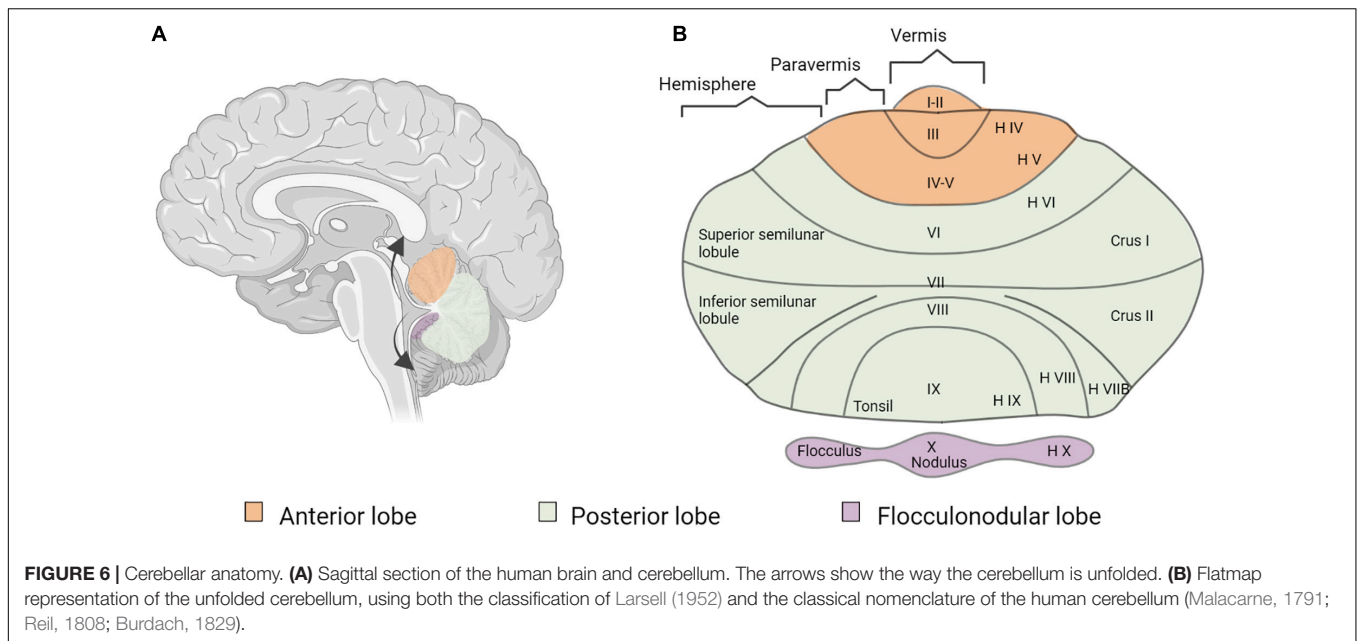 A
B
Vermis
Paravermis
Hemisphere
I-II
III
H IV
H V
IV-V
H VI
VI
Superior semilunar
lobule
Crus I
VII
Inferior semilunar
lobule
VIII
Crus II
IX
H VIII
H VIIB
Tonsil
H IX
Flocculus
X
Nodulus
H X
Anterior lobe
Posterior lobe
Flocculonodular lobe
FIGURE 6 | Cerebellar anatomy. (A) Sagittal section of the human brain and cerebellum. The arrows show the way the cerebellum is unfolded. (B) Flatmap
representation of the unfolded cerebellum, using both the classification of Larsell (1952) and the classical nomenclature of the human cerebellum (Malacarne, 1791;
Reil, 1808; Burdach, 1829).